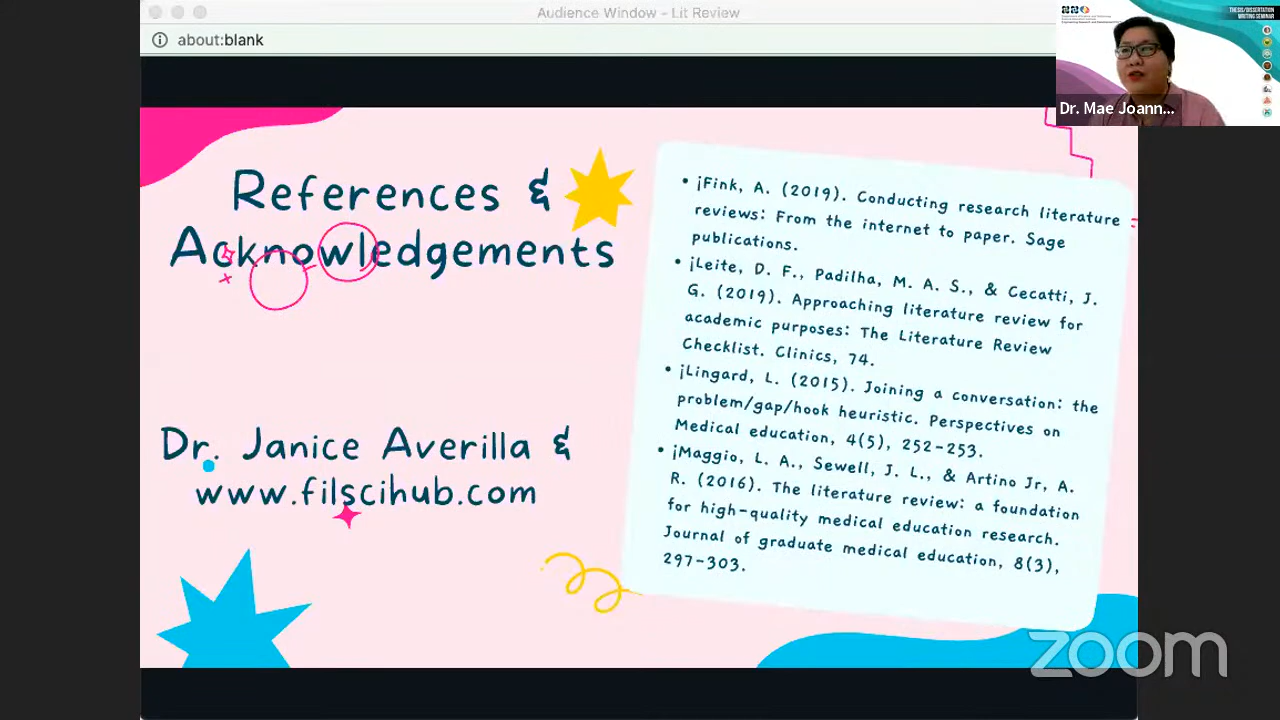 Audience Window - Lit Review
about:blank
THESIS/DISSERTATION
WRITING SEMINAR
Dr. Mae Joann...
References &
Acknowledgements
Dr. Janice Averilla &
www.filscihub.com
• ¡Fink, A. (2019). Conducting research literature
reviews: From the internet to paper. Sage
publications.
• ¡Leite, D. F., Padilha, M. A. S., & Cecatti, J.
G. (2019). Approaching literature review for
academic purposes: The Literature Review
Checklist. Clinics, 74.
• ¡Lingard, L. (2015). Joining a conversation: the
problem/gap/hook heuristic. Perspectives on
Medical education, 4(5), 252-253.
• ¡Maggio, L. A., Sewell, J. L., & Artino Jr, A.
R. (2016). The literature review: a foundation
for high-quality medical education research.
Journal of graduate medical education, 8(3),
297-303.
zoom